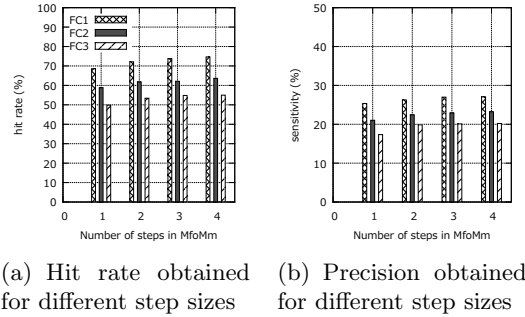 100
90
80
70
60
50
40
30
20
10
0
hit rate (%)
FC1
FC2
FC3
0 1 2 3 4
Number of steps in MfoMm
50
40
30
20
10
0
sensitivity (%)
0 1 2 3 4
Number of steps in MfoMm
(a) Hit rate obtained
for different step sizes
(b) Precision obtained
for different step sizes